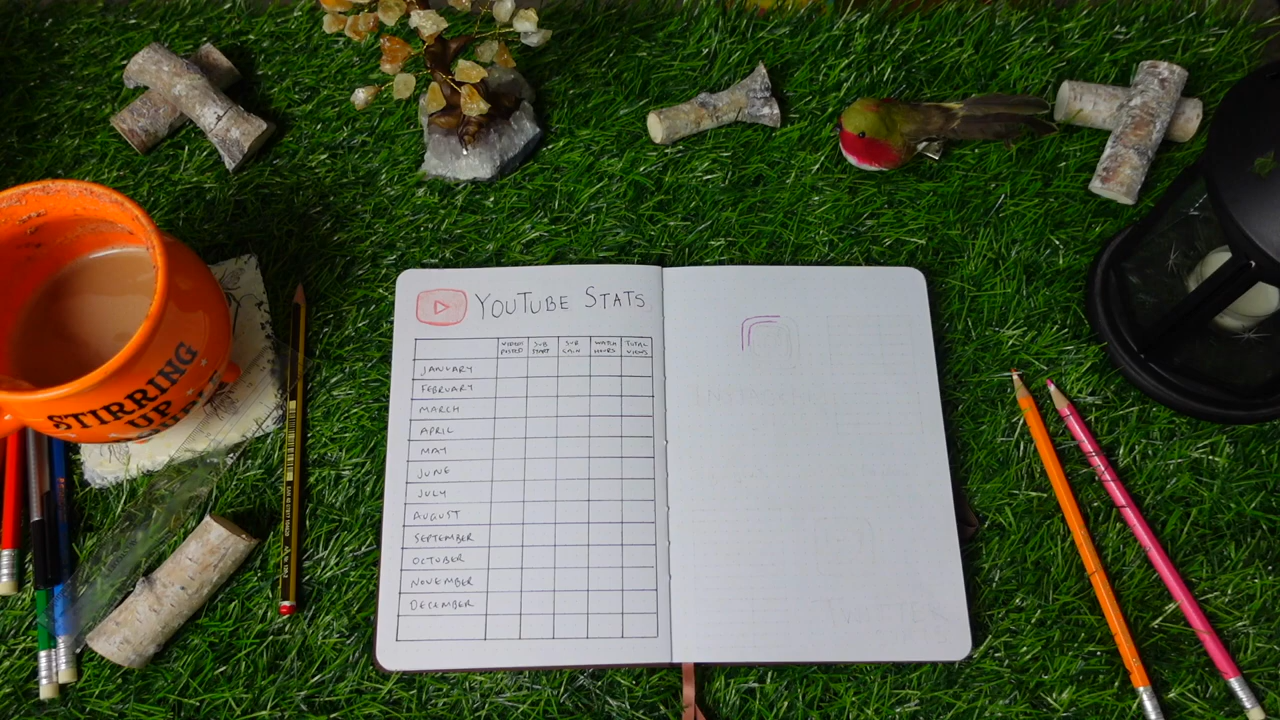 YOUTUBE STATS
VIDEOS POSTED
SUB START
SUB GAIN
WATCH HOURS
TOTAL VIEWS
JANUARY
FEBRUARY
MARCH
APRIL
MAY
JUNE
JULY
AUGUST
SEPTEMBER
OCTOBER
NOVEMBER
DECEMBER
STIRRING
UP